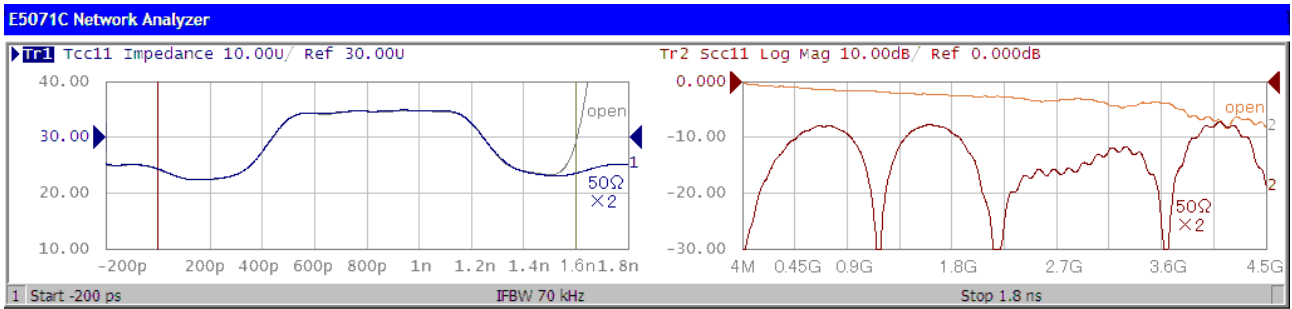 E5071C Network Analyzer
Tr1 Tcc11 Impedance 10.00U/ Ref 30.00U
Tr2 Scc11 Log Mag 10.00dB/ Ref 0.000dB
40.00
30.00
20.00
10.00
open
1
50Ω
×2
-200p 200p 400p 600p 800p 1n 1.2n 1.4n 1.6n 1.8n
0.000
-10.00
-20.00
-30.00
open
2
2
50Ω
×2
4M 0.45G 0.9G 1.8G 2.7G 3.6G 4.5G
1 Start -200 ps IFBW 70 kHz Stop 1.8 ns